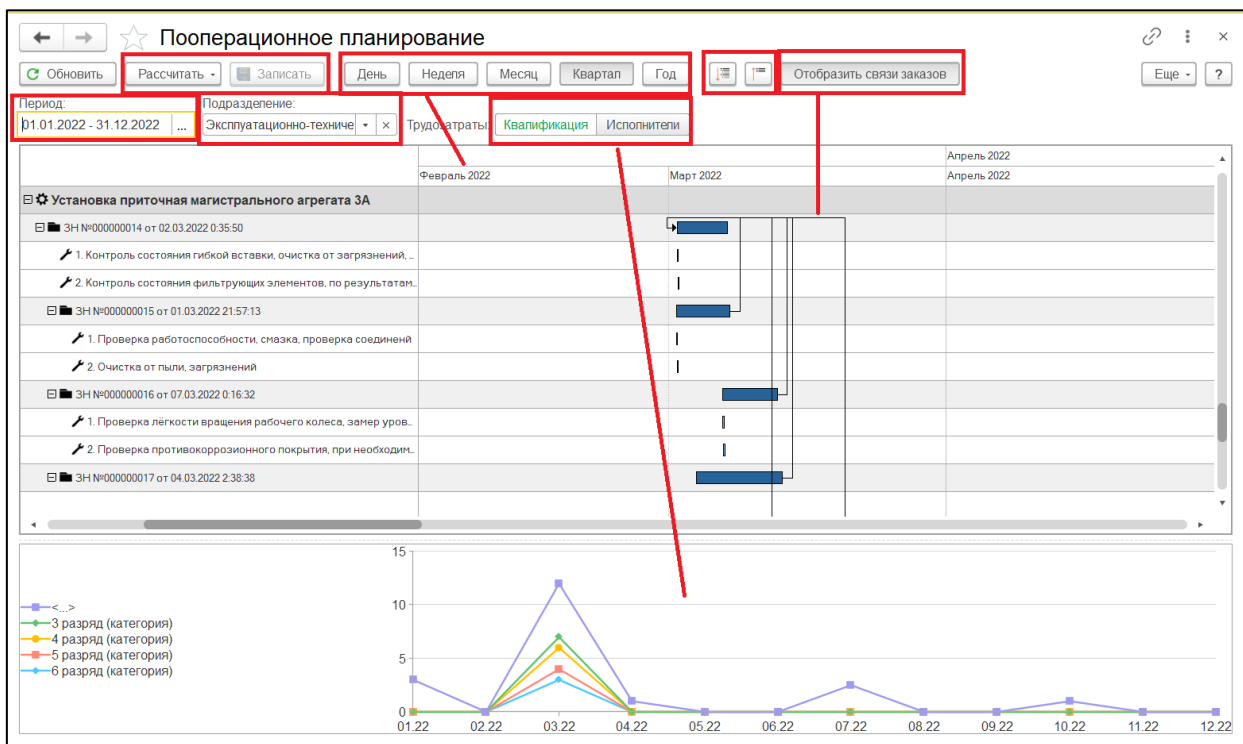 Пооперационное планирование
Обновить Рассчитать Записать День Неделя Месяц Квартал Год Отобразить связи заказов Еще ?
Период: Подразделение:
01.01.2022 - 31.12.2022 ... Эксплуатационно-техниче Трудозатраты: Квалификация Исполнители
Апрель 2022
Февраль 2022 Март 2022 Апрель 2022
Установка приточная магистрального агрегата 3А
ЗН №000000014 от 02.03.2022 0:35:50
1. Контроль состояния гибкой вставки, очистка от загрязнений, ...
2. Контроль состояния фильтрующих элементов, по результатам...
ЗН №000000015 от 01.03.2022 21:57:13
1. Проверка работоспособности, смазка, проверка соединенй
2. Очистка от пыли, загрязнений
ЗН №000000016 от 07.03.2022 0:16:32
1. Проверка лёгкости вращения рабочего колеса, замер уров...
2. Проверка противокоррозионного покрытия, при необходим...
ЗН №000000017 от 04.03.2022 2:38:38
15
10
5
0
<...>
3 разряд (категория)
4 разряд (категория)
5 разряд (категория)
6 разряд (категория)
01.22 02.22 03.22 04.22 05.22 06.22 07.22 08.22 09.22 10.22 11.22 12.22